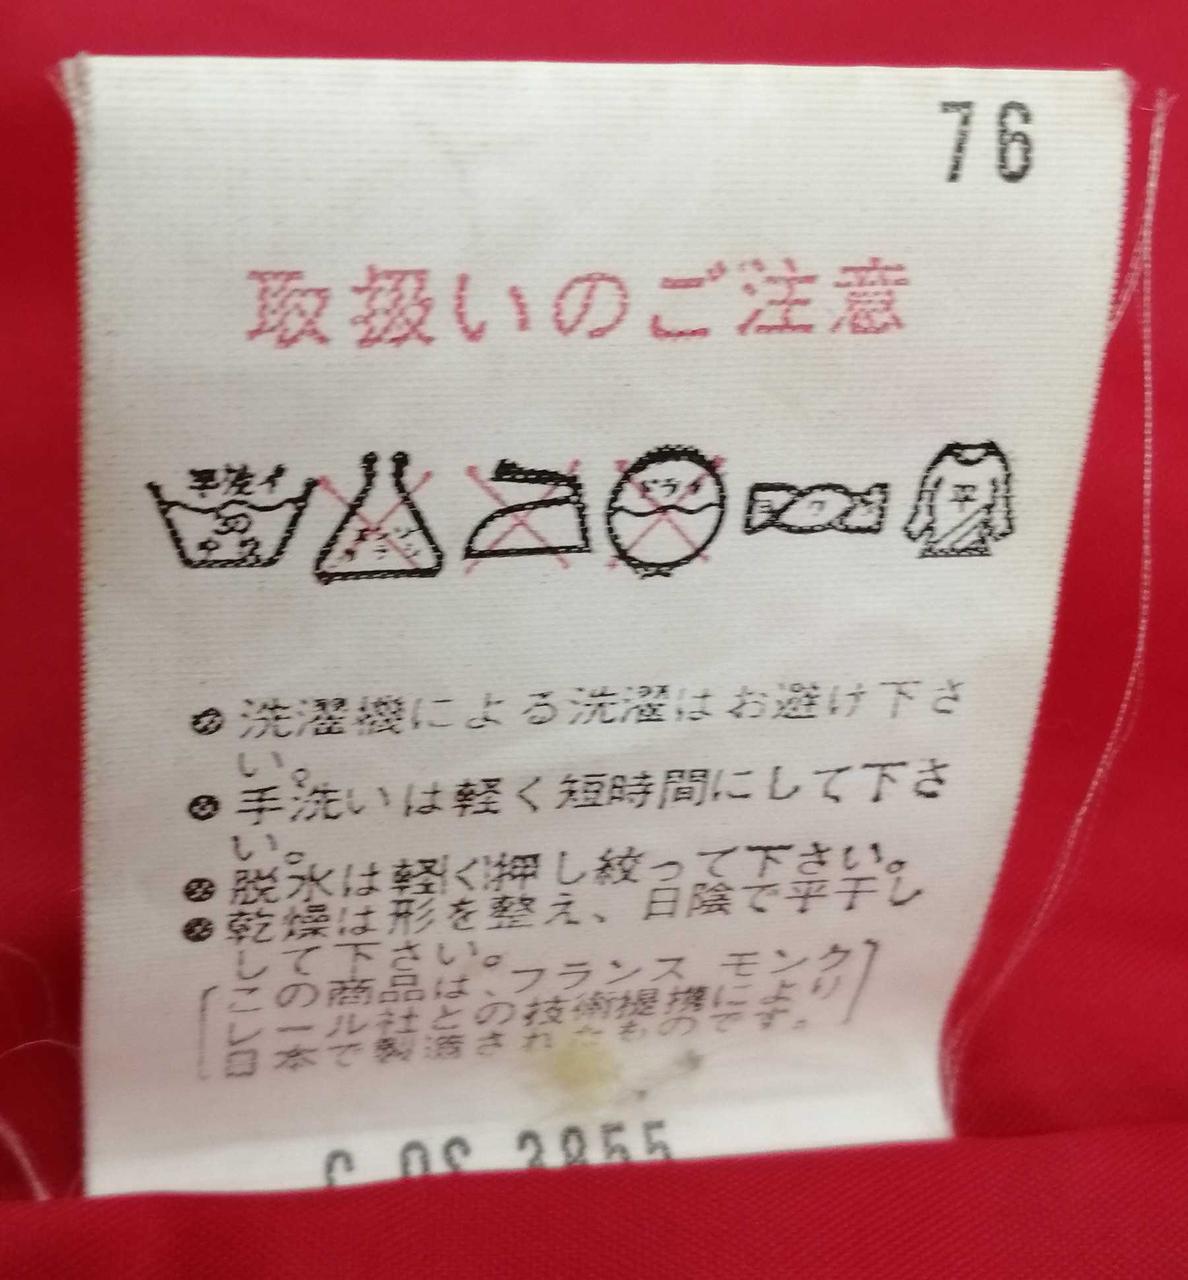 76
取扱いのご注意
手洗イ
30
中性
ドライ
ヨワク
平
洗濯機による洗濯はお避け下さ
い。
手洗いは軽く短時間にして下さ
い。
脱水は軽く押し絞って下さい。
乾燥は形を整え、日陰で平干し
して下さい。
この商品は、フランス モンク
レール社との技術提携により
日本で製造されたものです。